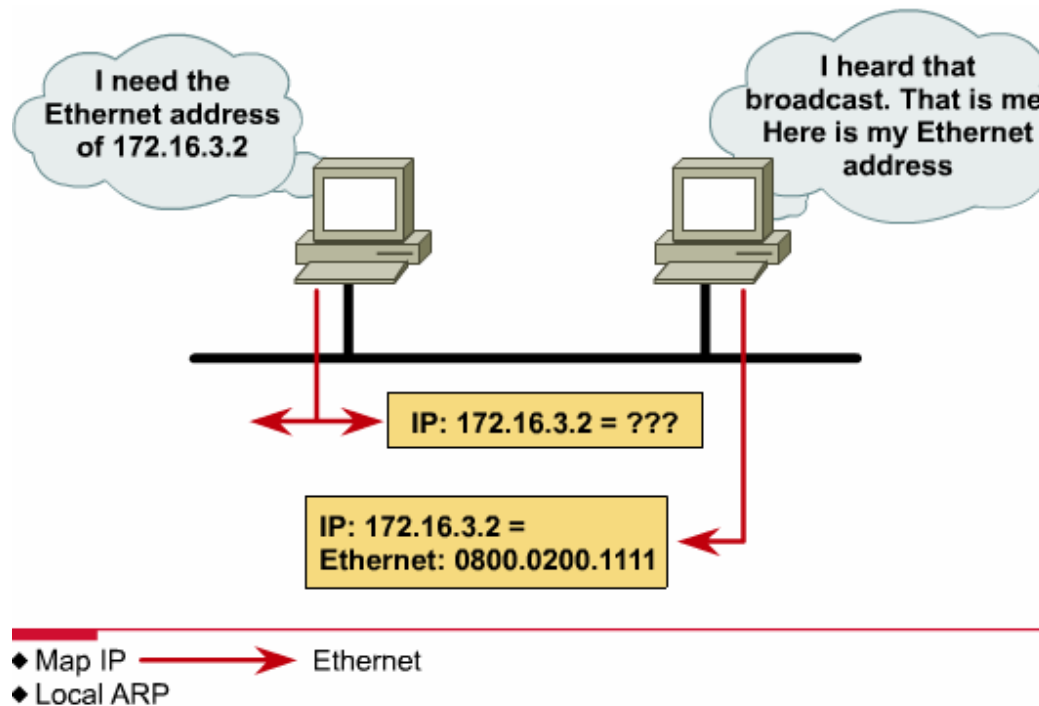 I need the
Ethernet address
of 172.16.3.2
I heard that
broadcast. That is me
Here is my Ethernet
address
IP: 172.16.3.2 = ???
IP: 172.16.3.2 =
Ethernet: 0800.0200.1111
◆ Map IP → Ethernet
◆ Local ARP